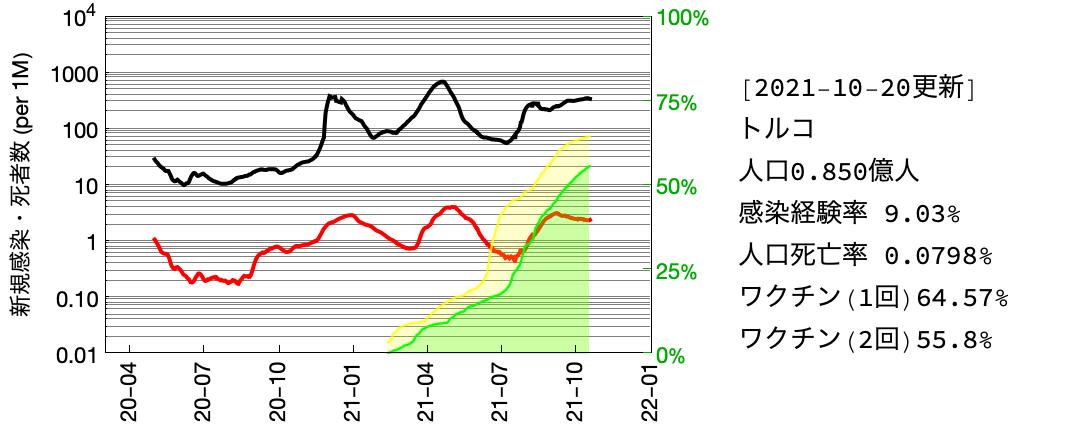 新規感染・死者数 (per 1M)
10^4
1000
100
10
1
0.10
0.01
100%
75%
50%
25%
0%
20-04
20-07
20-10
21-01
21-04
21-07
21-10
22-01
[2021-10-20更新]
トルコ
人口0.850億人
感染経験率 9.03%
人口死亡率 0.0798%
ワクチン(1回)64.57%
ワクチン(2回)55.8%